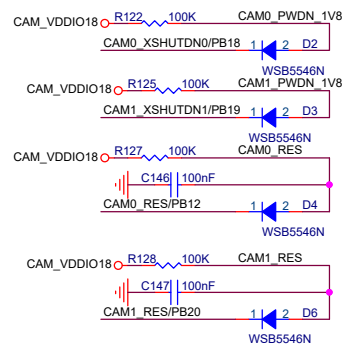 R122 100K CAM0_PWDN_1V8
CAM_VDDIO18
CAM0_XSHUTDN0/PB18 1 2 D2
WSB5546N
R125 100K CAM1_PWDN_1V8
CAM_VDDIO18
CAM1_XSHUTDN1/PB19 1 2 D3
WSB5546N
R127 100K CAM0_RES
CAM_VDDIO18
C146 100nF
CAM0_RES/PB12 1 2 D4
WSB5546N
R128 100K CAM1_RES
CAM_VDDIO18
C147 100nF
CAM1_RES/PB20 1 2 D6
WSB5546N